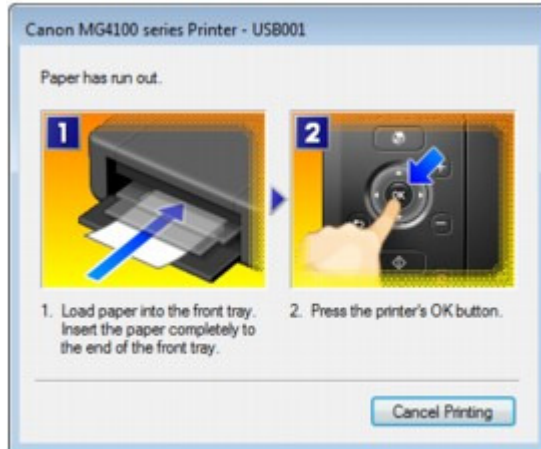 Canon MG4100 series Printer - USB001
Paper has run out.
1
2
OK
1. Load paper into the front tray.
Insert the paper completely to
the end of the front tray.
2. Press the printer's OK button.
Cancel Printing